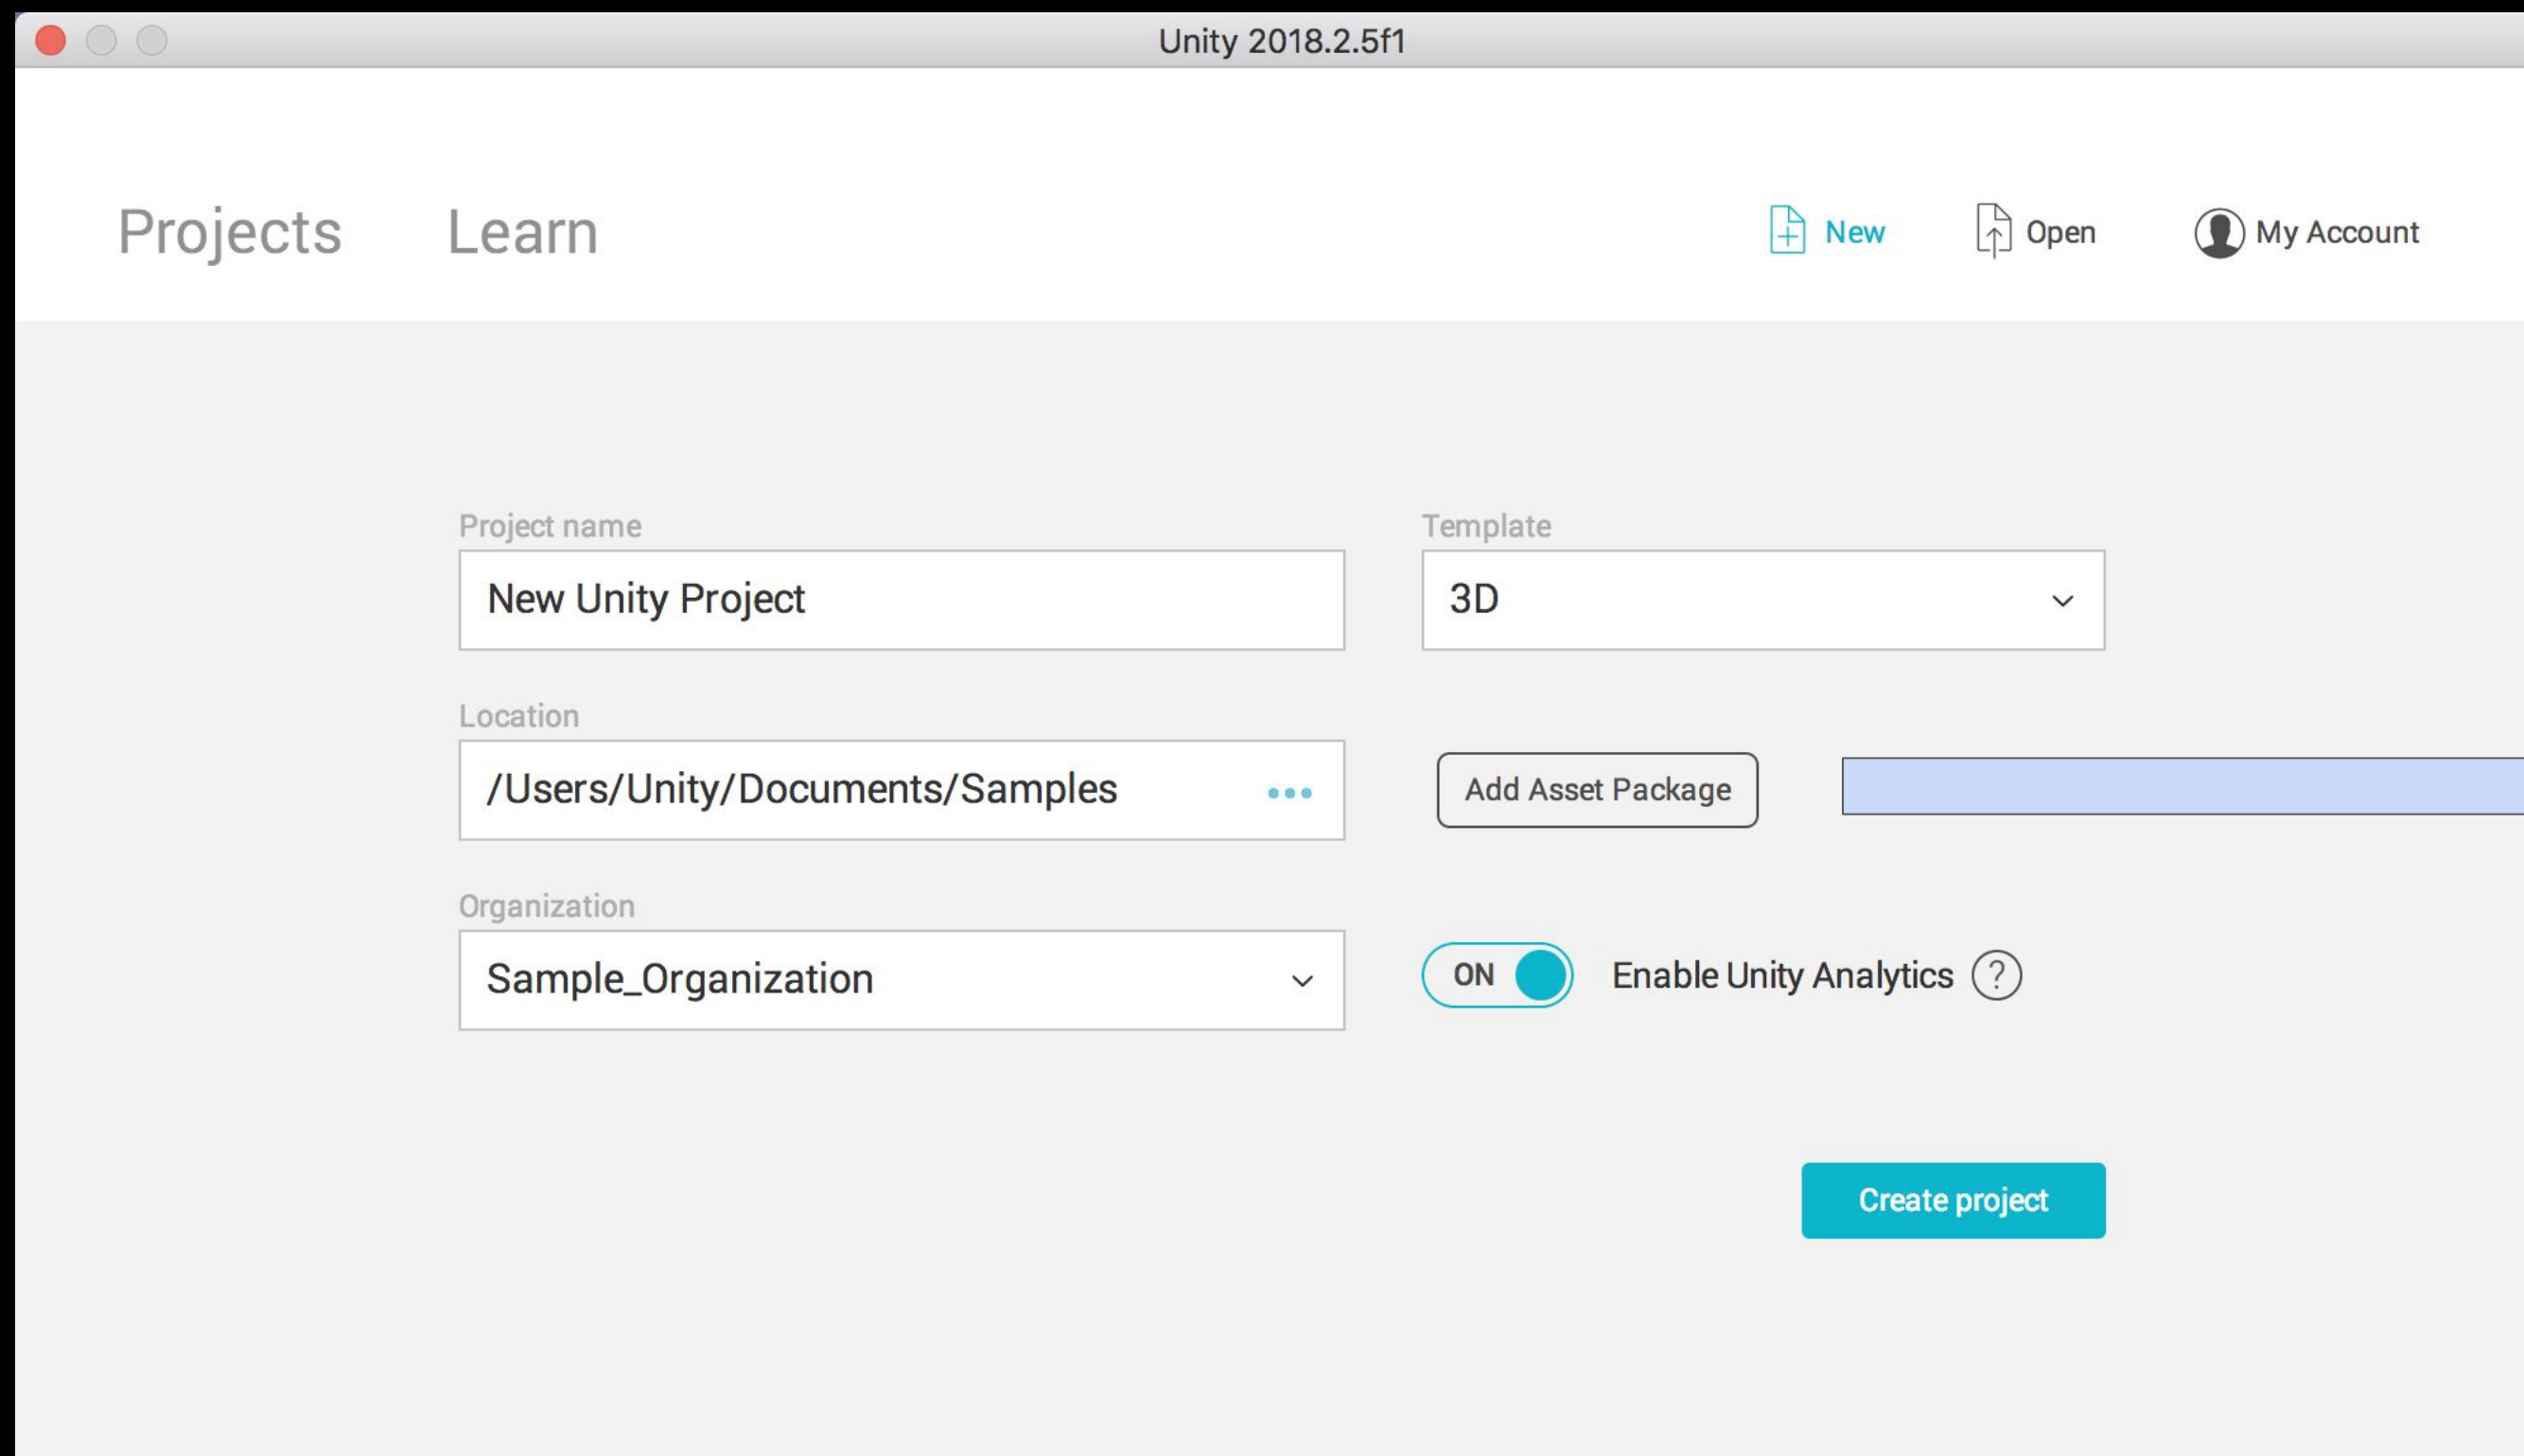 Unity 2018.2.5f1
Projects Learn New Open My Account
Project name
New Unity Project
Template
3D
Location
/Users/Unity/Documents/Samples
Add Asset Package
Organization
Sample_Organization
ON Enable Unity Analytics ?
Create project